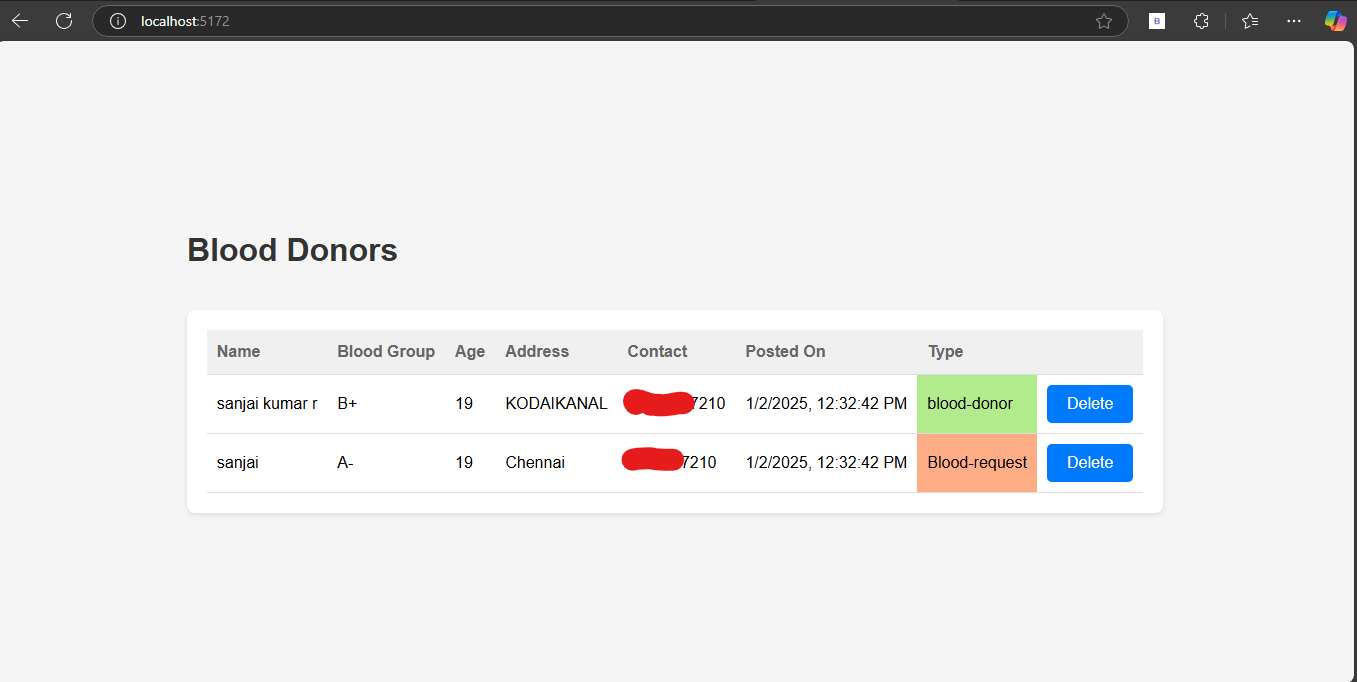 localhost:5172
B
Blood Donors
Name Blood Group Age Address Contact Posted On Type
sanjai kumar r B+ 19 KODAIKANAL 7210 1/2/2025, 12:32:42 PM blood-donor Delete
sanjai A- 19 Chennai 7210 1/2/2025, 12:32:42 PM Blood-request Delete